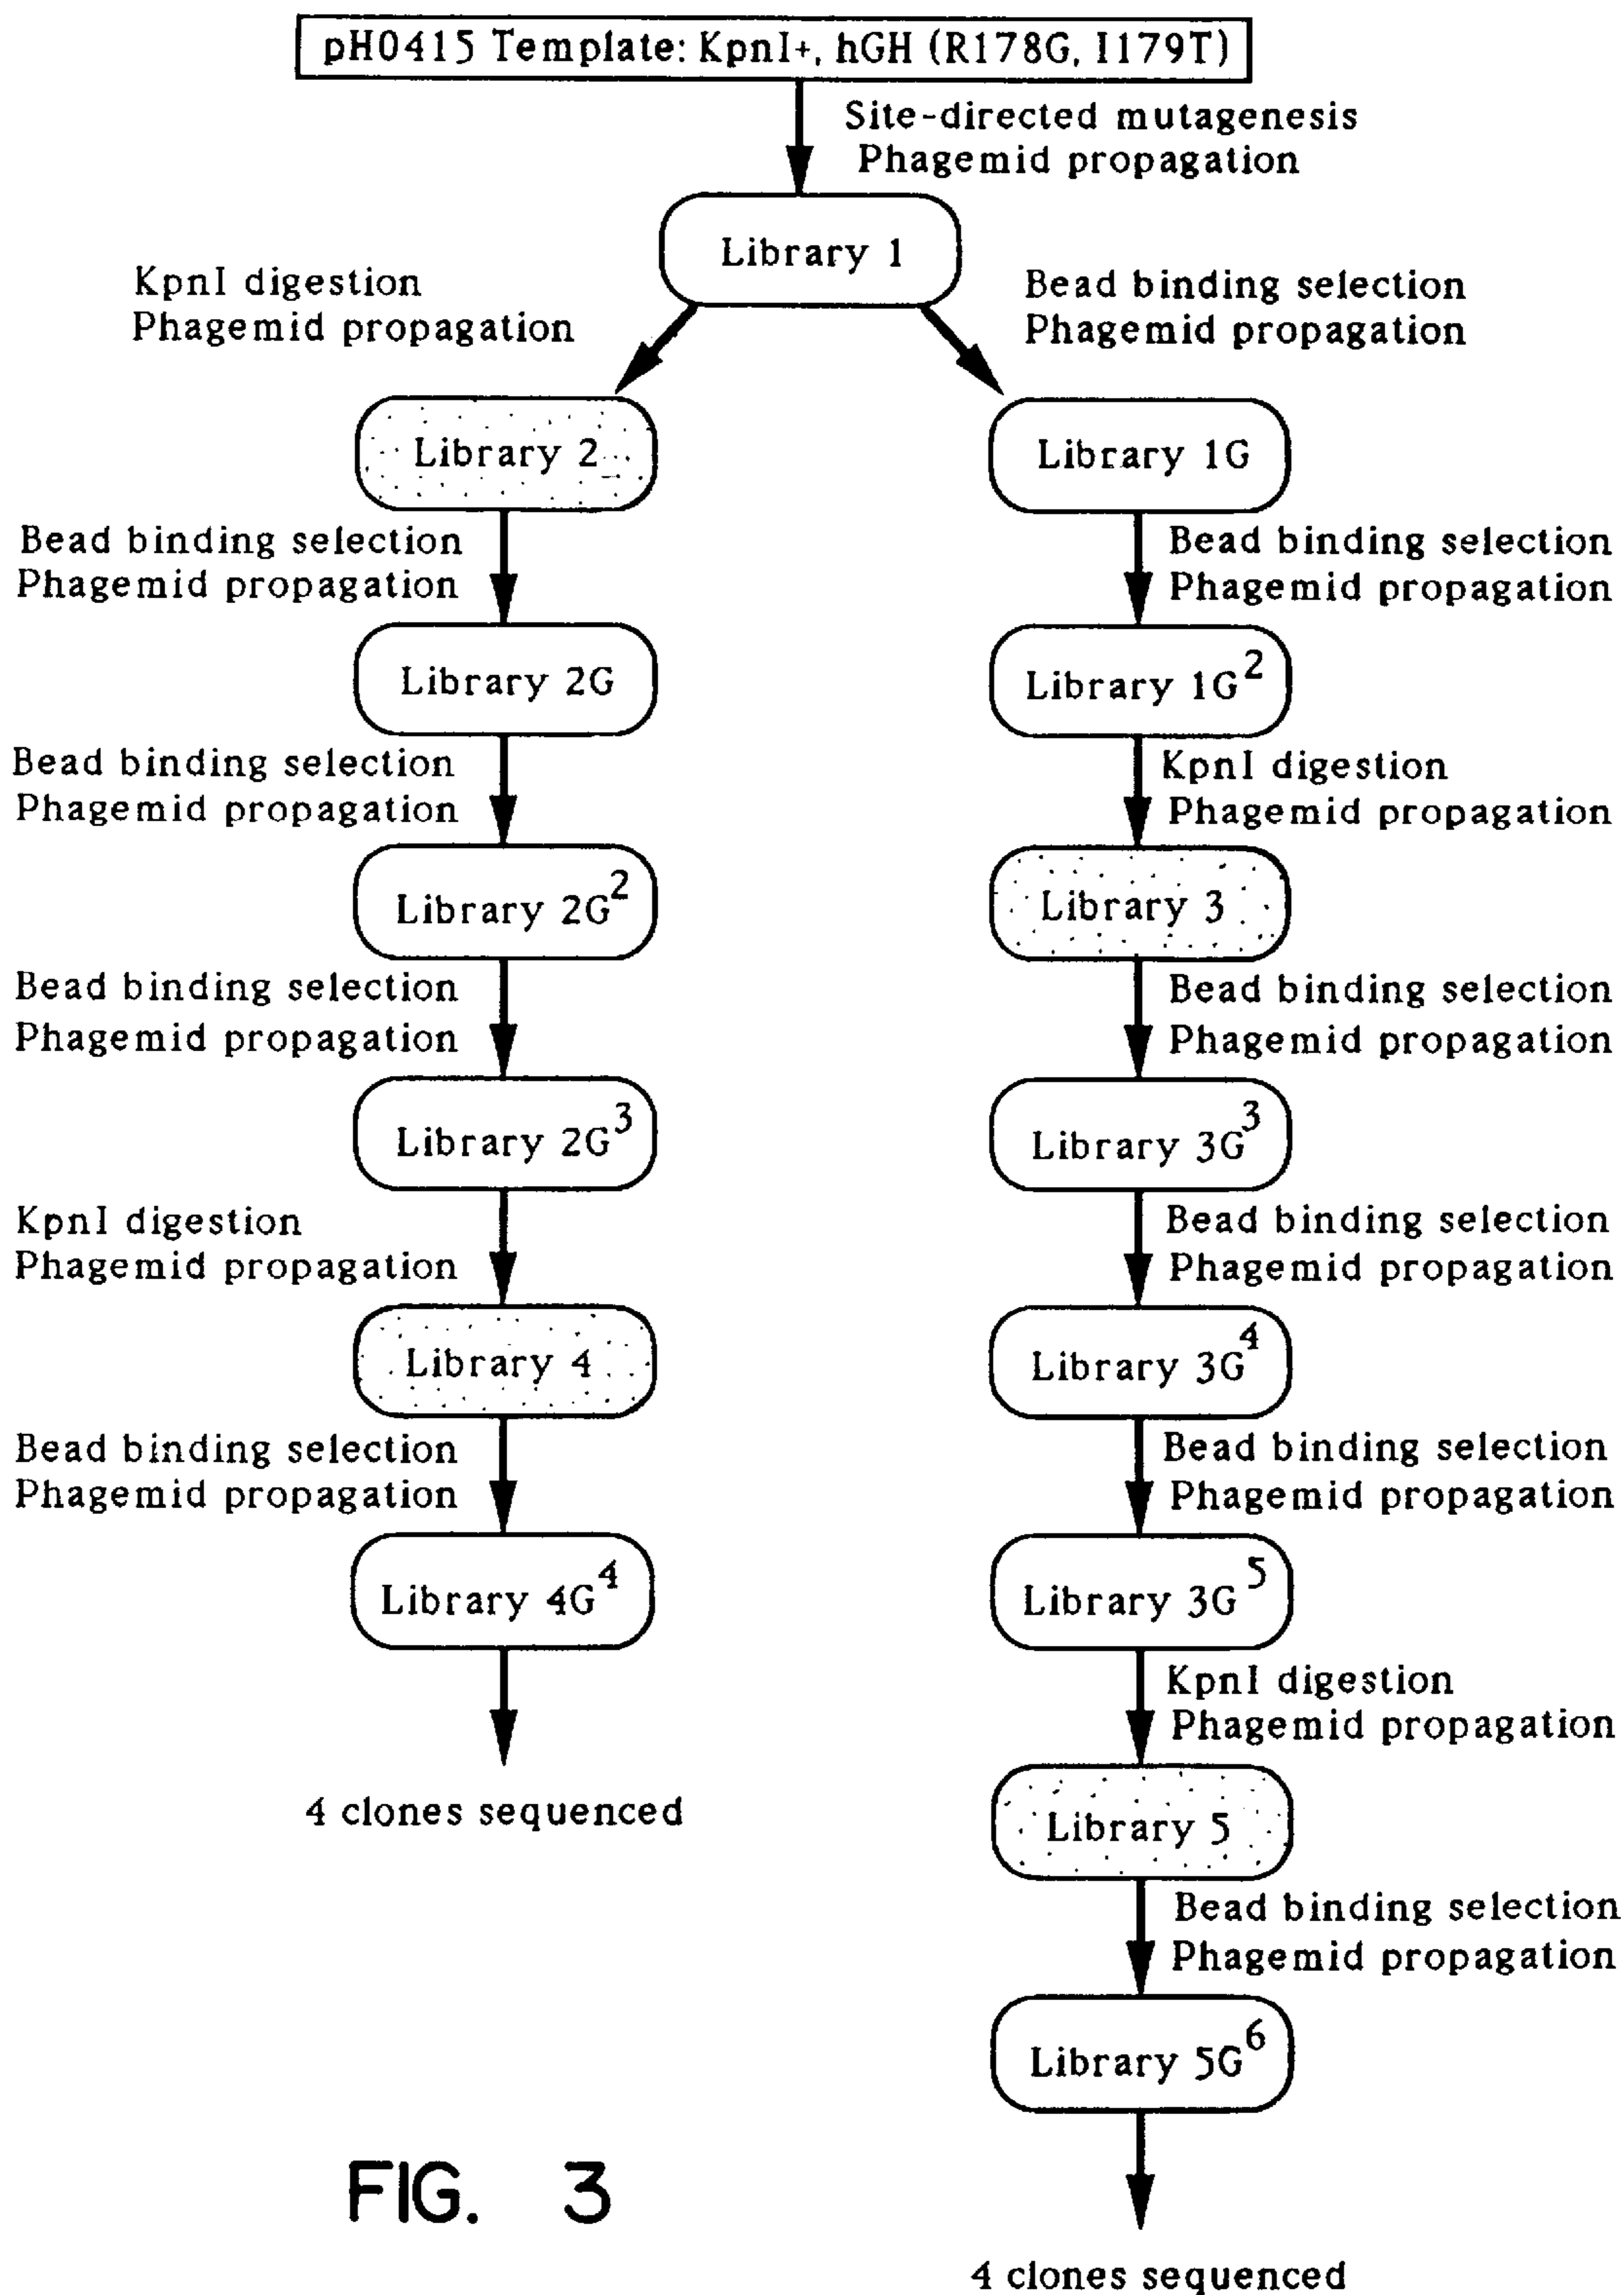 pH0415 Template: KpnI+, hGH (R178G, I179T)
Site-directed mutagenesis
Phagemid propagation
Library 1
KpnI digestion
Phagemid propagation
Bead binding selection
Phagemid propagation
Library 2
Library 1G
Bead binding selection
Phagemid propagation
Bead binding selection
Phagemid propagation
Library 2G
Library 1G²
Bead binding selection
Phagemid propagation
KpnI digestion
Phagemid propagation
Library 2G²
Library 3
Bead binding selection
Phagemid propagation
Bead binding selection
Phagemid propagation
Library 2G³
Library 3G³
KpnI digestion
Phagemid propagation
Bead binding selection
Phagemid propagation
Library 4
Library 3G⁴
Bead binding selection
Phagemid propagation
Bead binding selection
Phagemid propagation
Library 4G⁴
Library 3G⁵
KpnI digestion
Phagemid propagation
4 clones sequenced
Library 5
Bead binding selection
Phagemid propagation
Library 5G⁶
FIG. 3
4 clones sequenced